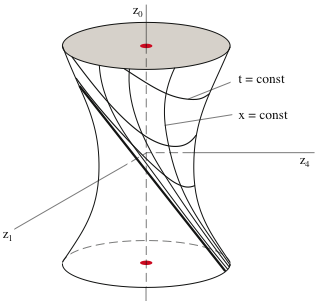 z₀
t = const
x = const
z₄
z₁